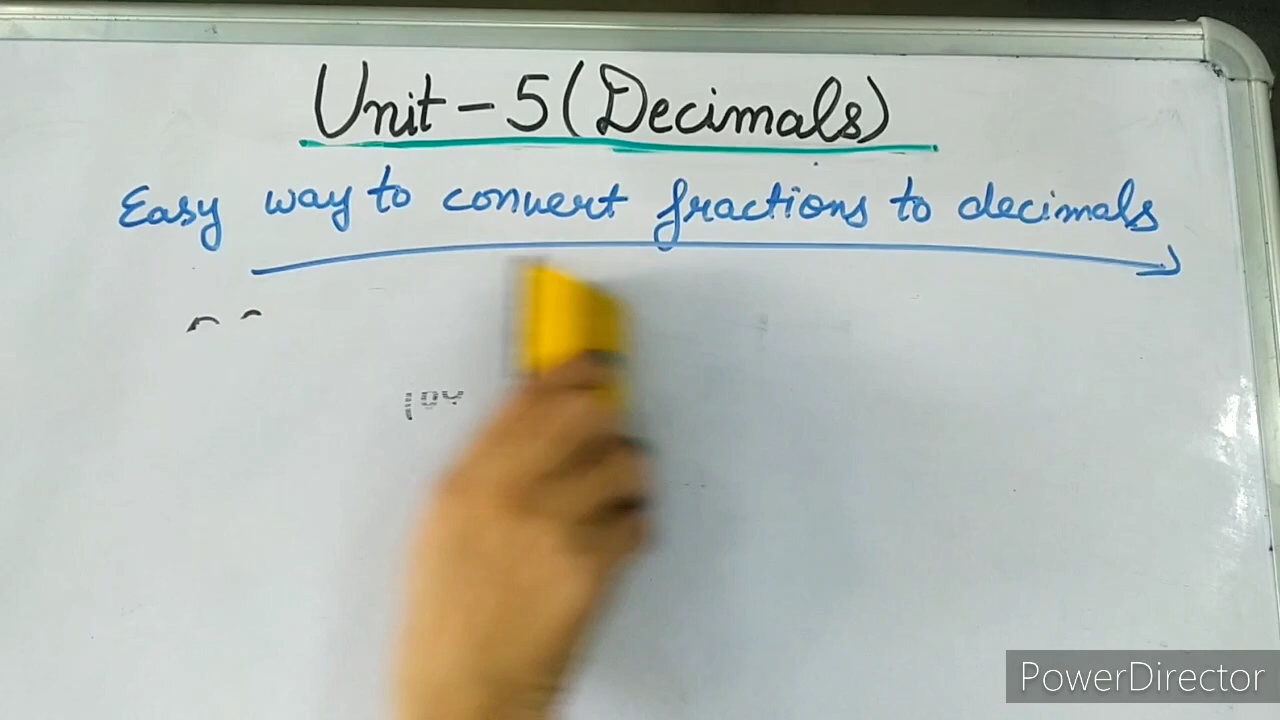 Unit - 5 (Decimals)
Easy way to convert fractions to decimals
PowerDirector